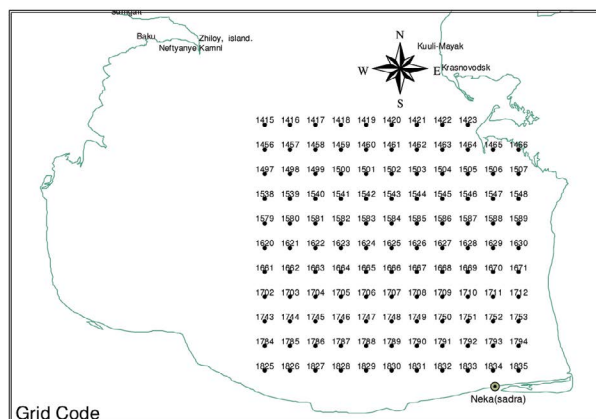 Sumgait
Baku
Zhiloy, island.
Neftyanye Kamni
N
W
E
S
Kuuli-Mayak
Krasnovodsk
1415 1416 1417 1418 1419 1420 1421 1422 1423
1456 1457 1458 1459 1460 1461 1462 1463 1464 1465 1466
1497 1498 1499 1500 1501 1502 1503 1504 1505 1506 1507
1538 1539 1540 1541 1542 1543 1544 1545 1546 1547 1548
1579 1580 1581 1582 1583 1584 1585 1586 1587 1588 1589
1620 1621 1622 1623 1624 1625 1626 1627 1628 1629 1630
1661 1662 1663 1664 1665 1666 1667 1668 1669 1670 1671
1702 1703 1704 1705 1706 1707 1708 1709 1710 1711 1712
1743 1744 1745 1746 1747 1748 1749 1750 1751 1752 1753
1784 1785 1786 1787 1788 1789 1790 1791 1792 1793 1794
1825 1826 1827 1828 1829 1830 1831 1832 1833 1834 1835
Neka(sadra)
Grid Code